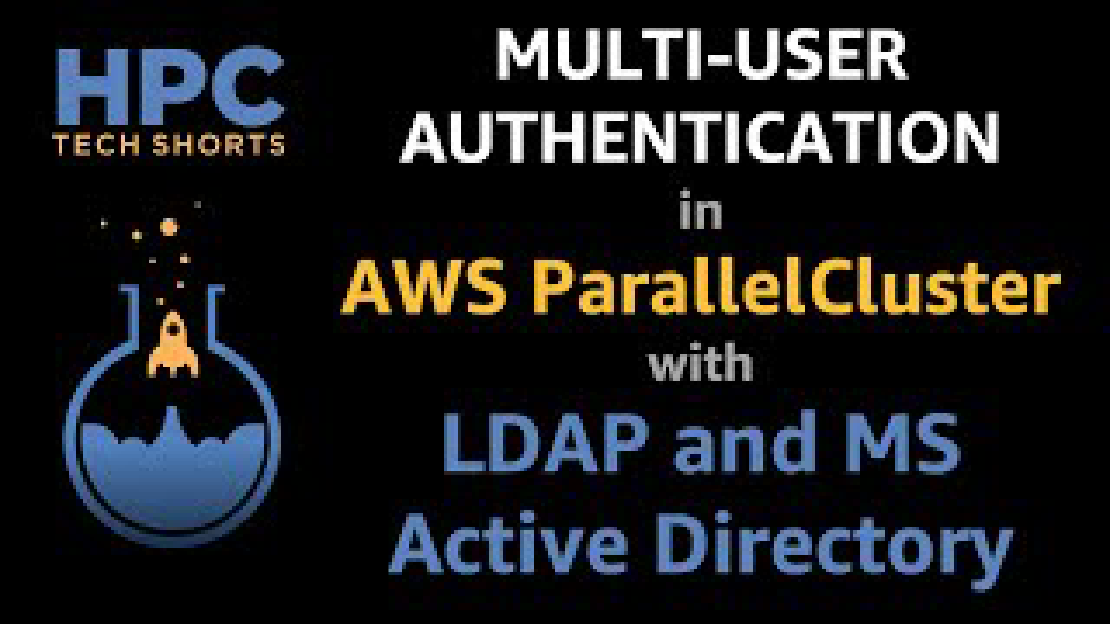 HPC
TECH SHORTS
MULTI-USER
AUTHENTICATION
in
AWS ParallelCluster
with
LDAP and MS
Active Directory